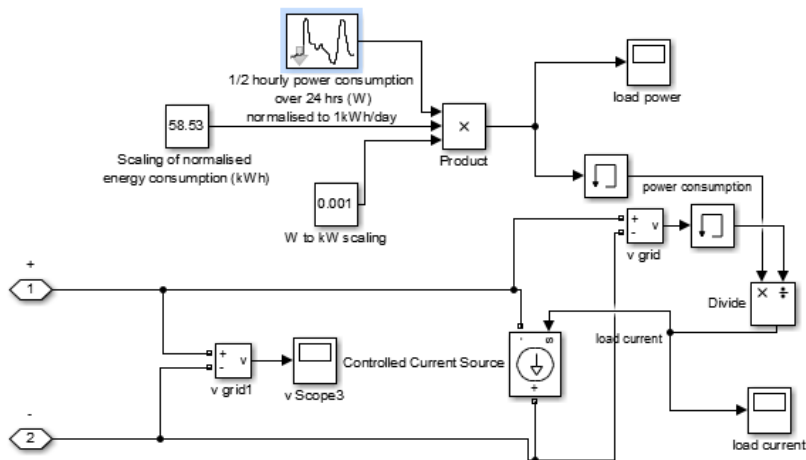 1/2 hourly power consumption
over 24 hrs (W)
normalised to 1kWh/day
load power
58.53
×
Product
Scaling of normalised
energy consumption (kWh)
power consumption
0.001
W to kW scaling
+
-
v
v grid
+
1
× ÷
Divide
load current
-
s
+
-
v
v grid1
v Scope3
Controlled Current Source
+
-
2
load current